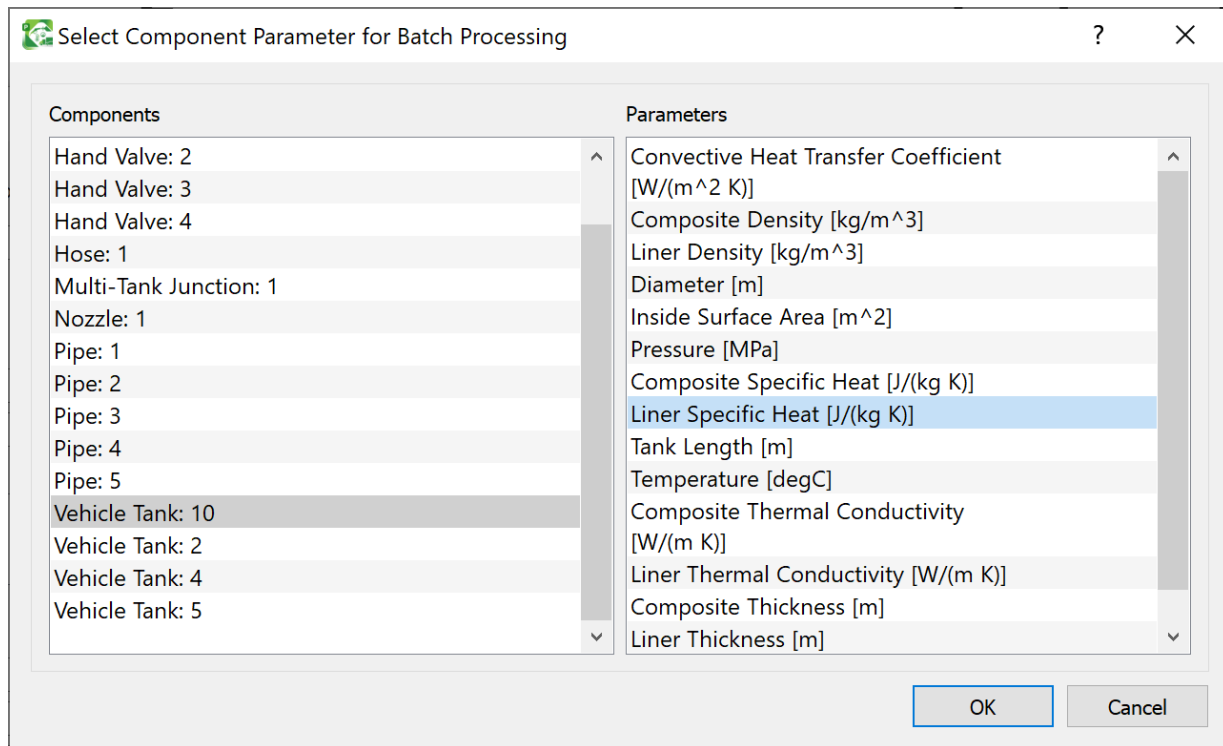 Select Component Parameter for Batch Processing
?
Components
Parameters
Hand Valve: 2
Hand Valve: 3
Hand Valve: 4
Hose: 1
Multi-Tank Junction: 1
Nozzle: 1
Pipe: 1
Pipe: 2
Pipe: 3
Pipe: 4
Pipe: 5
Vehicle Tank: 10
Vehicle Tank: 2
Vehicle Tank: 4
Vehicle Tank: 5
Convective Heat Transfer Coefficient
[W/(m^2 K)]
Composite Density [kg/m^3]
Liner Density [kg/m^3]
Diameter [m]
Inside Surface Area [m^2]
Pressure [MPa]
Composite Specific Heat [J/(kg K)]
Liner Specific Heat [J/(kg K)]
Tank Length [m]
Temperature [degC]
Composite Thermal Conductivity
[W/(m K)]
Liner Thermal Conductivity [W/(m K)]
Composite Thickness [m]
Liner Thickness [m]
OK
Cancel